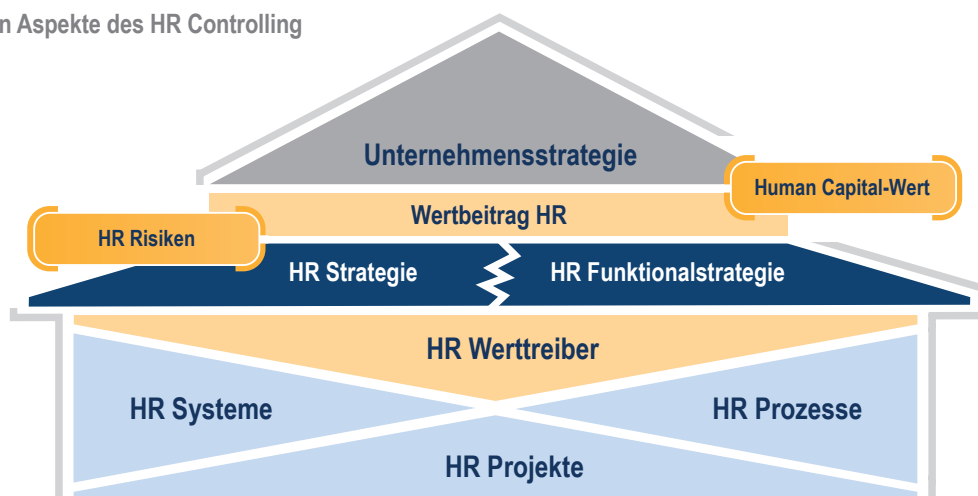 n Aspekte des HR Controlling
Unternehmensstrategie
Human Capital-Wert
Wertbeitrag HR
HR Risiken
HR Strategie
HR Funktionalstrategie
HR Werttreiber
HR Systeme
HR Prozesse
HR Projekte